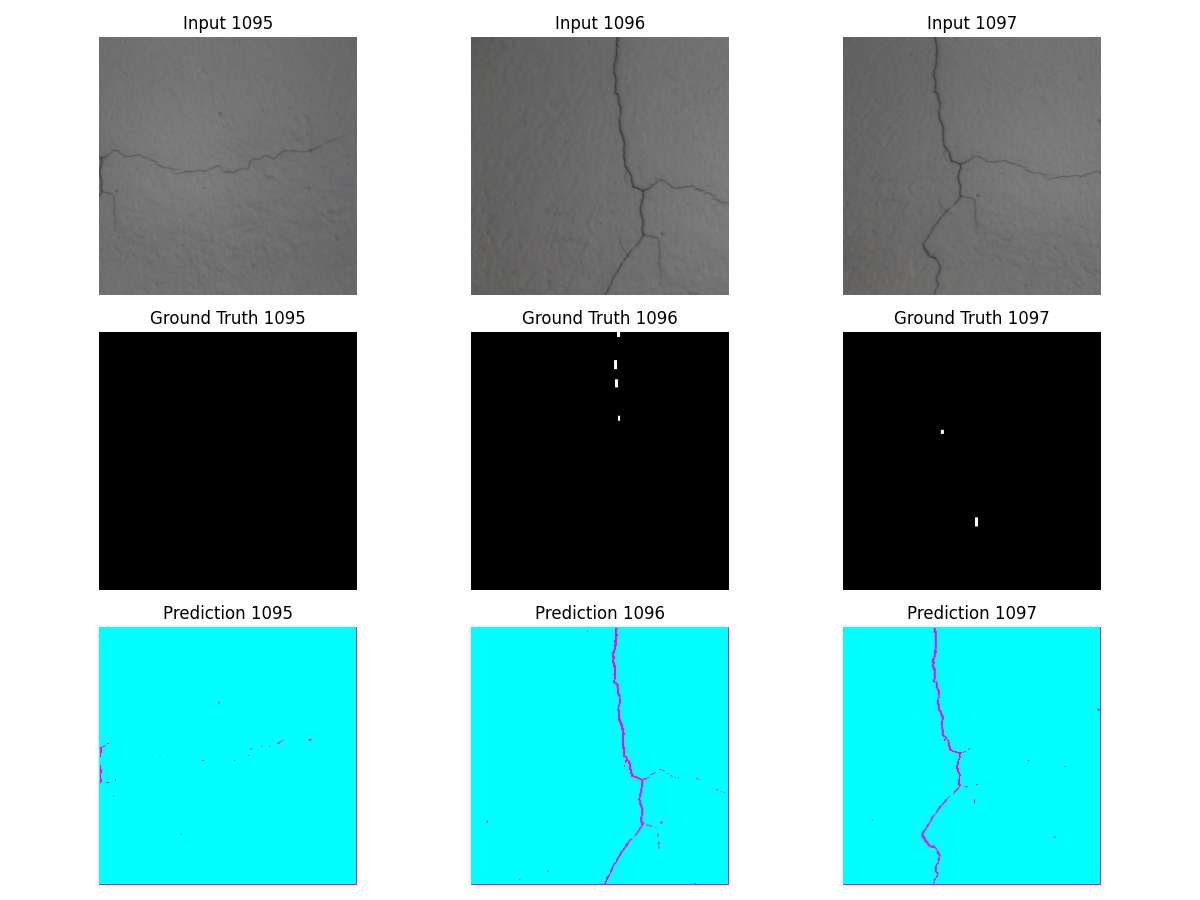 Input 1095
Input 1096
Input 1097
Ground Truth 1095
Ground Truth 1096
Ground Truth 1097
Prediction 1095
Prediction 1096
Prediction 1097